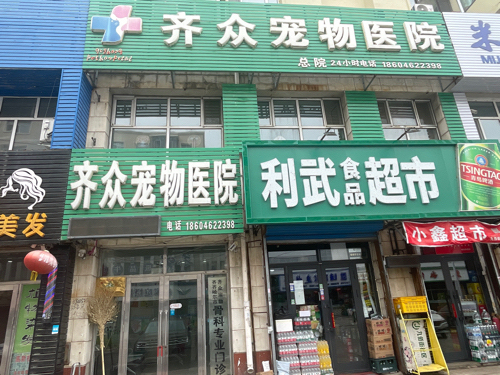 齐众宠物医院
总院 24小时电话 18604622398
米
MU
齐众宠物医院
电话 18604622398
利武食品超市
TSINGTAO
小鑫超市
美发
骨科专业门诊